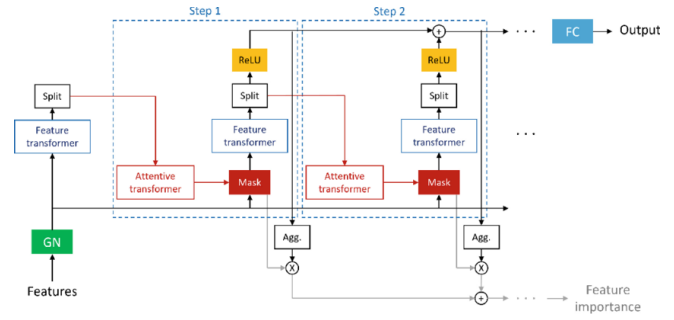 Step 1
Step 2
FC
Output
ReLU
ReLU
+
Split
Split
Split
Feature
transformer
Feature
transformer
Feature
transformer
. . .
. . .
Attentive
transformer
Mask
Attentive
transformer
Mask
GN
Agg.
Agg.
X
X
Features
+
. . .
Feature
importance